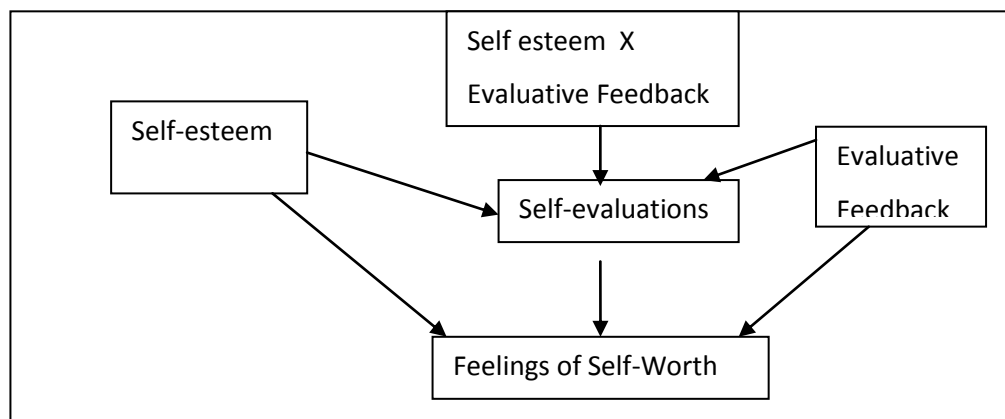 Self esteem X
Evaluative Feedback
Self-esteem
Evaluative
Feedback
Self-evaluations
Feelings of Self-Worth